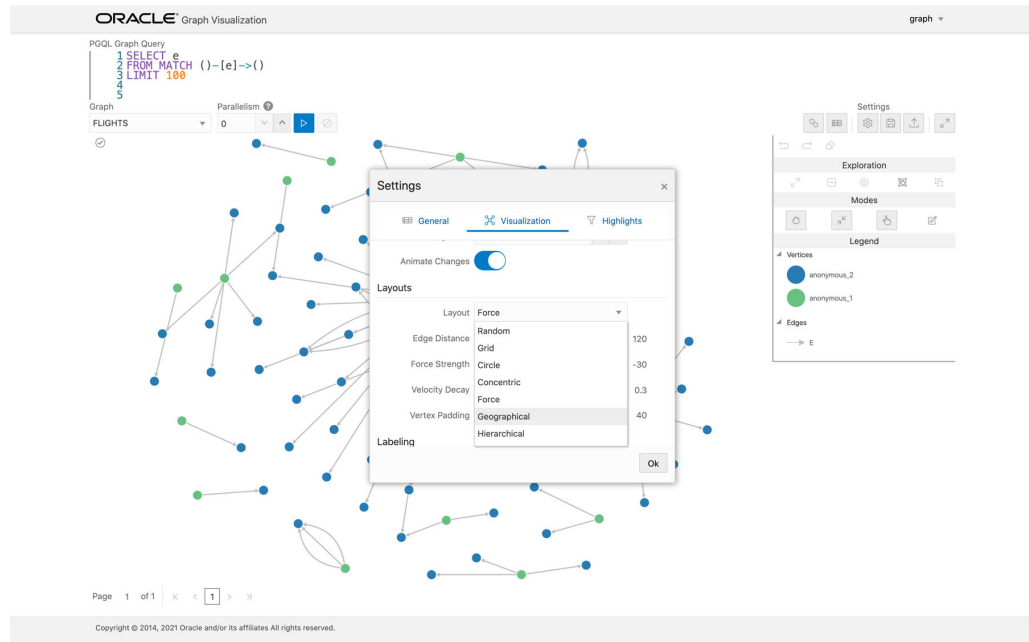 ORACLE® Graph Visualization
graph
PGQL Graph Query
1 SELECT e
2 FROM MATCH ()-[e]->()
3 LIMIT 100
4
5
Graph
Parallelism ?
Settings
FLIGHTS
0
Exploration
Modes
Legend
Vertices
anonymous_2
anonymous_1
Edges
E
Settings
×
General
Visualization
Highlights
Animate Changes
Layouts
Layout Force
Random
Grid
Circle
Concentric
Force
Geographical
Hierarchical
Edge Distance 120
Force Strength -30
Velocity Decay 0.3
Vertex Padding 40
Labeling
Ok
Page 1 of 1 K < 1 > Ж
Copyright © 2014, 2021 Oracle and/or its affiliates All rights reserved.